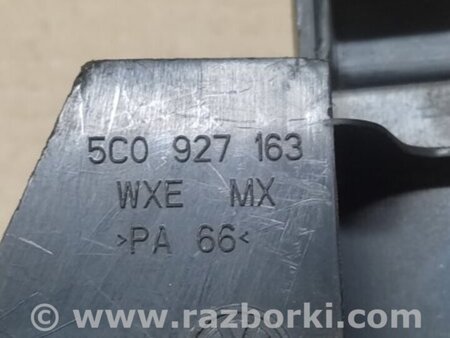 5C0 927 163
WXE MX
>PA 66<
© www.razborki.com